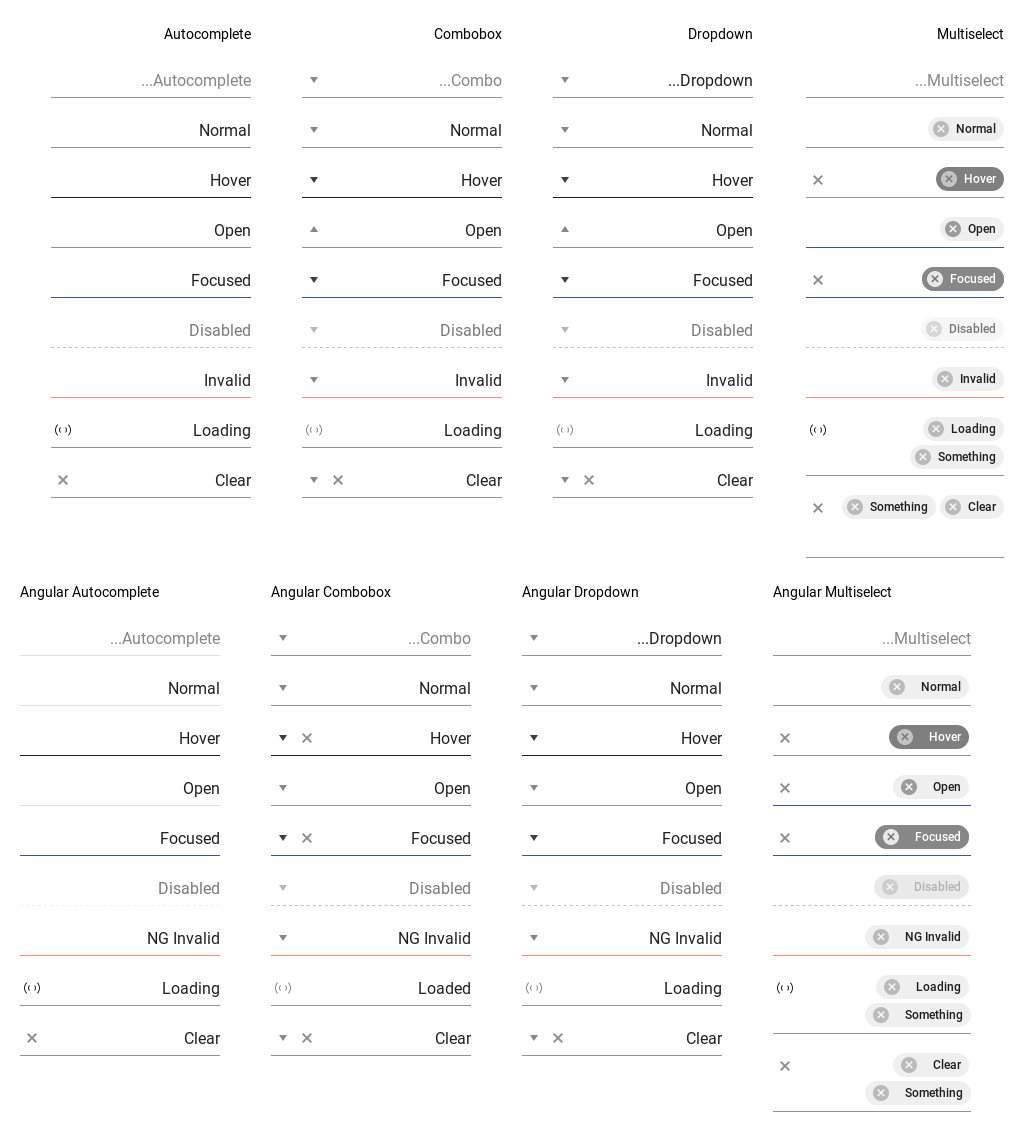 Autocomplete
Combobox
Dropdown
Multiselect
...Autocomplete
...Combo
...Dropdown
...Multiselect
Normal
Normal
Normal
Normal
Hover
Hover
Hover
Hover
Open
Open
Open
Open
Focused
Focused
Focused
Focused
Disabled
Disabled
Disabled
Disabled
Invalid
Invalid
Invalid
Invalid
Loading
Loading
Loading
Loading
Something
Clear
Clear
Clear
Something
Clear
Angular Autocomplete
Angular Combobox
Angular Dropdown
Angular Multiselect
...Autocomplete
...Combo
...Dropdown
...Multiselect
Normal
Normal
Normal
Normal
Hover
Hover
Hover
Hover
Open
Open
Open
Open
Focused
Focused
Focused
Focused
Disabled
Disabled
Disabled
Disabled
NG Invalid
NG Invalid
NG Invalid
NG Invalid
Loading
Loaded
Loading
Loading
Something
Clear
Clear
Clear
Clear
Something